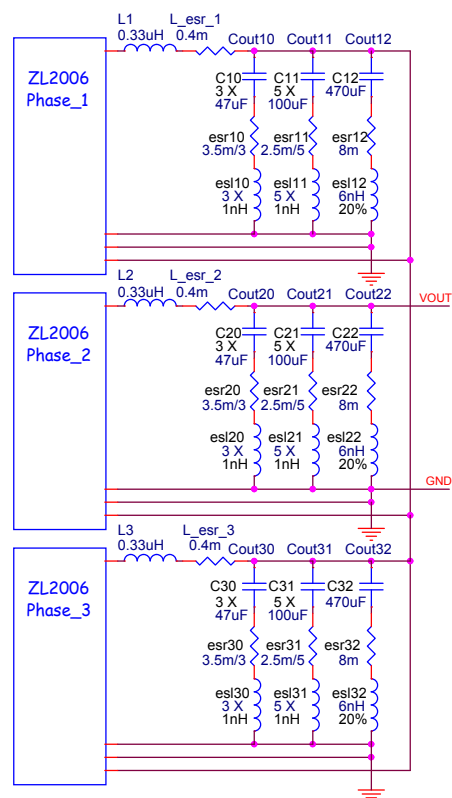 L1 L_esr_1
0.33uH 0.4m Cout10 Cout11 Cout12
ZL2006
Phase_1
C10 C11 C12
3 X 5 X 470uF
47uF 100uF
esr10 esr11 esr12
3.5m/3 2.5m/5 8m
esl10 esl11 esl12
3 X 5 X 6nH
1nH 1nH 20%
L2 L_esr_2
0.33uH 0.4m Cout20 Cout21 Cout22 VOUT
ZL2006
Phase_2
C20 C21 C22
3 X 5 X 470uF
47uF 100uF
esr20 esr21 esr22
3.5m/3 2.5m/5 8m
esl20 esl21 esl22
3 X 5 X 6nH
1nH 1nH 20%
GND
L3 L_esr_3
0.33uH 0.4m Cout30 Cout31 Cout32
ZL2006
Phase_3
C30 C31 C32
3 X 5 X 470uF
47uF 100uF
esr30 esr31 esr32
3.5m/3 2.5m/5 8m
esl30 esl31 esl32
3 X 5 X 6nH
1nH 1nH 20%